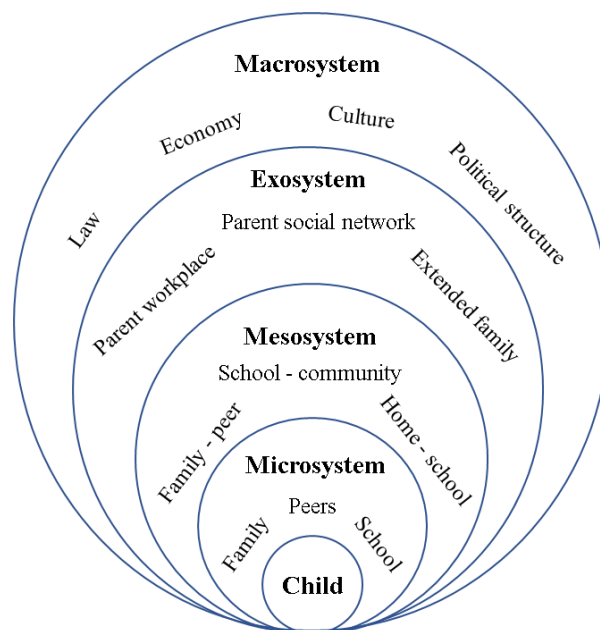 Macrosystem
Economy
Culture
Law
Political structure
Exosystem
Parent social network
Parent workplace
Extended family
Mesosystem
School - community
Family - peer
Home - school
Microsystem
Peers
Family
School
Child